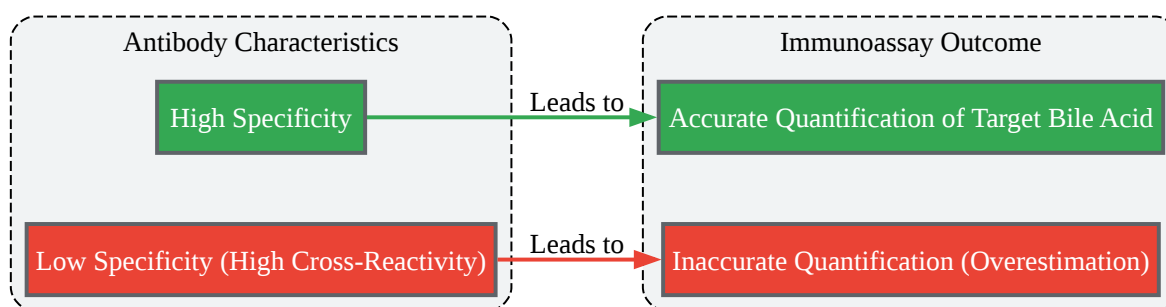 Antibody Characteristics
Immunoassay Outcome
High Specificity
Leads to
Accurate Quantification of Target Bile Acid
Low Specificity (High Cross-Reactivity)
Leads to
Inaccurate Quantification (Overestimation)